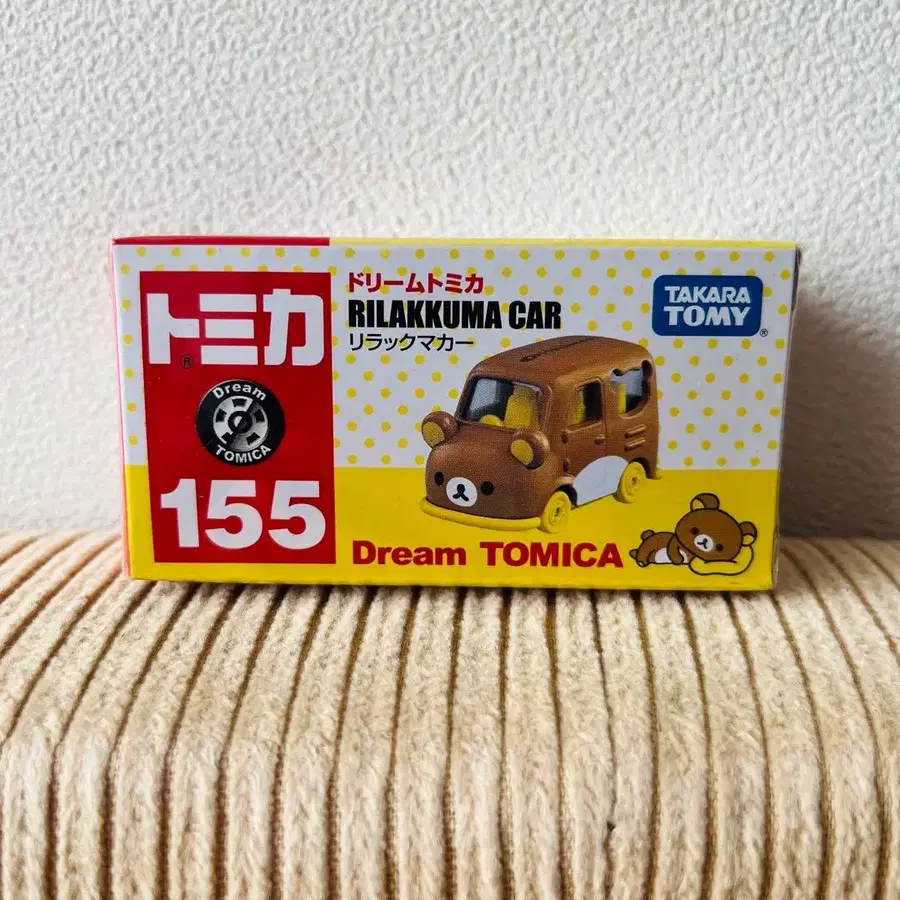 トミカ
®
Dream
TOMICA
155
ドリームトミカ
RILAKKUMA CAR
リラックマカー
TAKARA
TOMY
®
Dream TOMICA